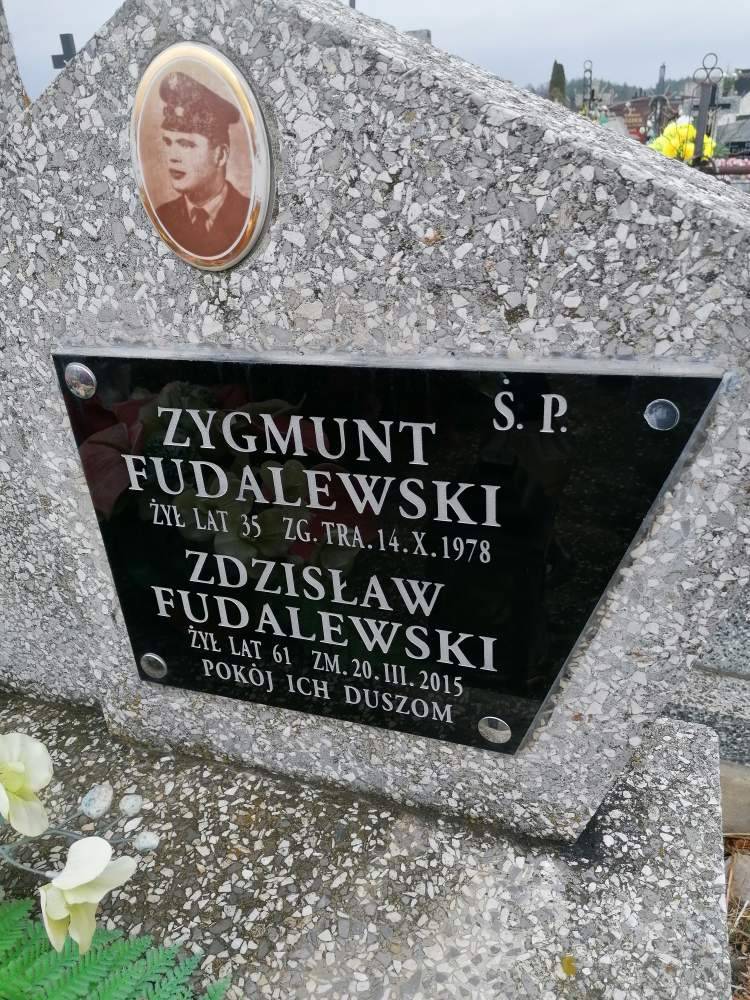 Ś. P.
ZYGMUNT
FUDALEWSKI
ŻYŁ LAT 35 ZG.TRA.14.X.1978
ZDZISŁAW
FUDALEWSKI
ŻYŁ LAT 61 ZM.20.III.2015
POKÒJ ICH DUSZOM